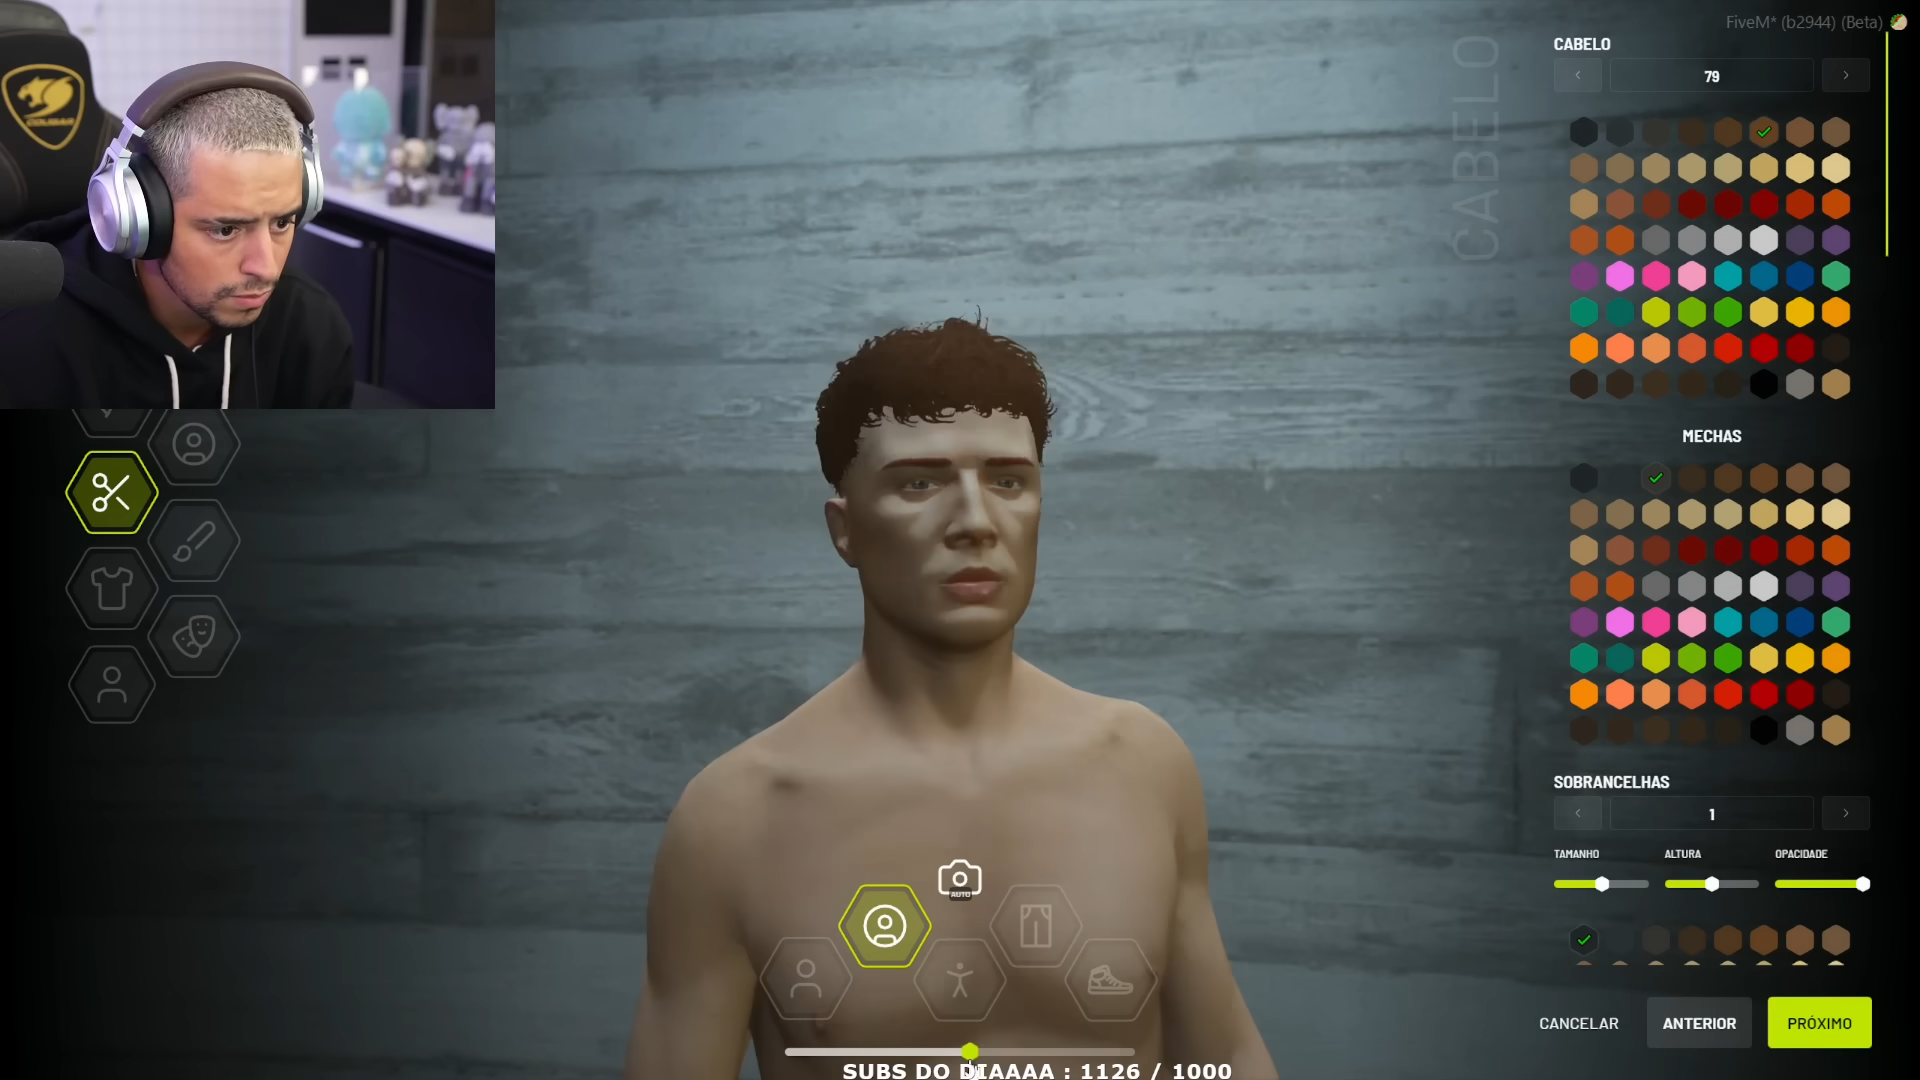 FiveM* (b2944) (Beta)
CABELO
79
CABELO
COUGAR
MECHAS
SOBRANCELHAS
1
TAMANHO ALTURA OPACIDADE
AUTO
CANCELAR ANTERIOR PRÓXIMO
SUBS DO DIAAAA : 1126 / 1000